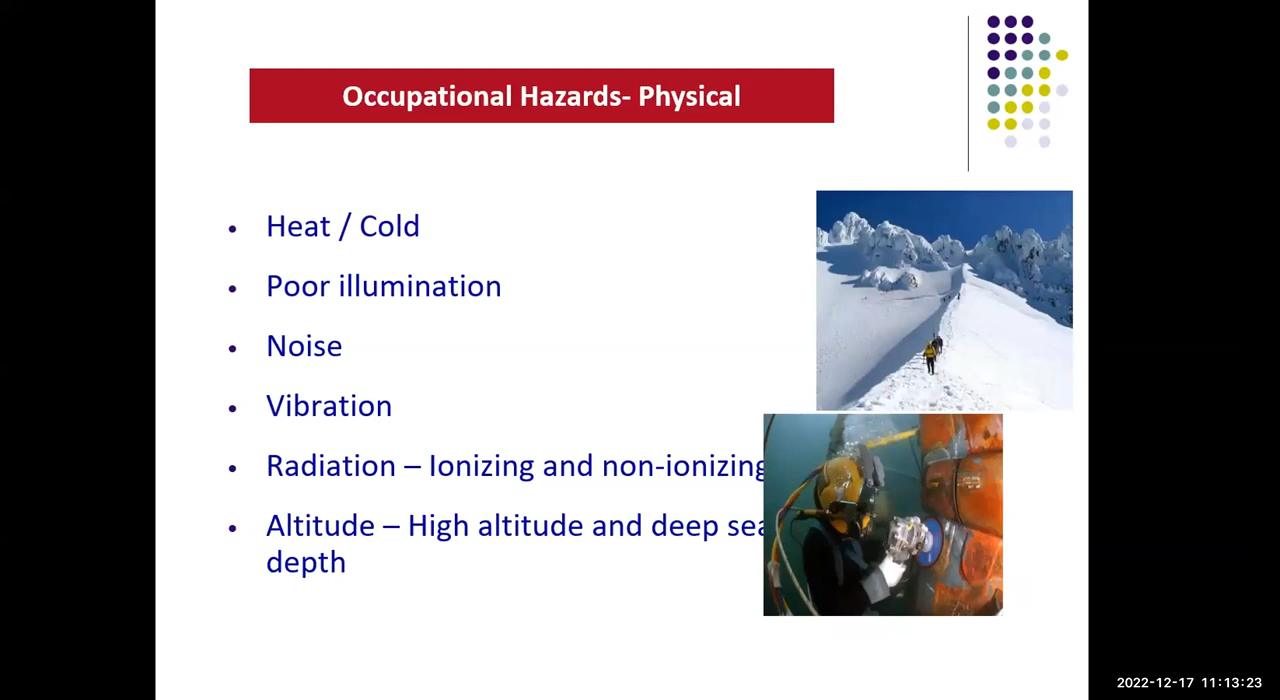 Occupational Hazards- Physical
• Heat / Cold
• Poor illumination
• Noise
• Vibration
• Radiation – Ionizing and non-ionizing
• Altitude – High altitude and deep sea
depth
2022-12-17 11:13:23